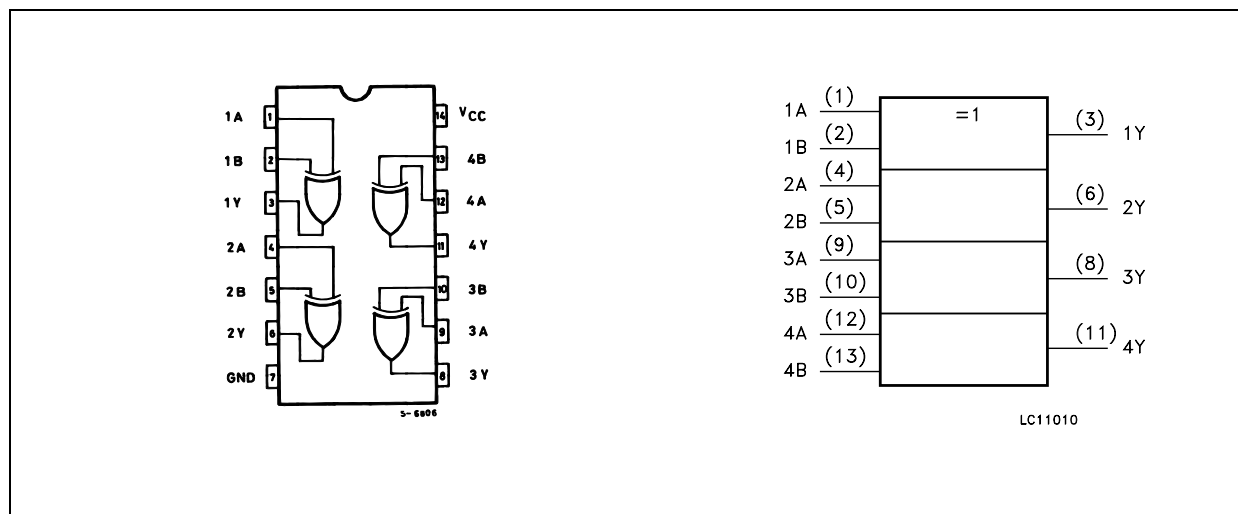 1A 1 14 VCC
1B 2 13 4B
1Y 3 12 4A
2A 4 11 4Y
2B 5 10 3B
2Y 6 9 3A
GND 7 8 3Y
S-6806
=1
1A (1)
1B (2)
2A (4)
2B (5)
3A (9)
3B (10)
4A (12)
4B (13)
(3) 1Y
(6) 2Y
(8) 3Y
(11) 4Y
LC11010